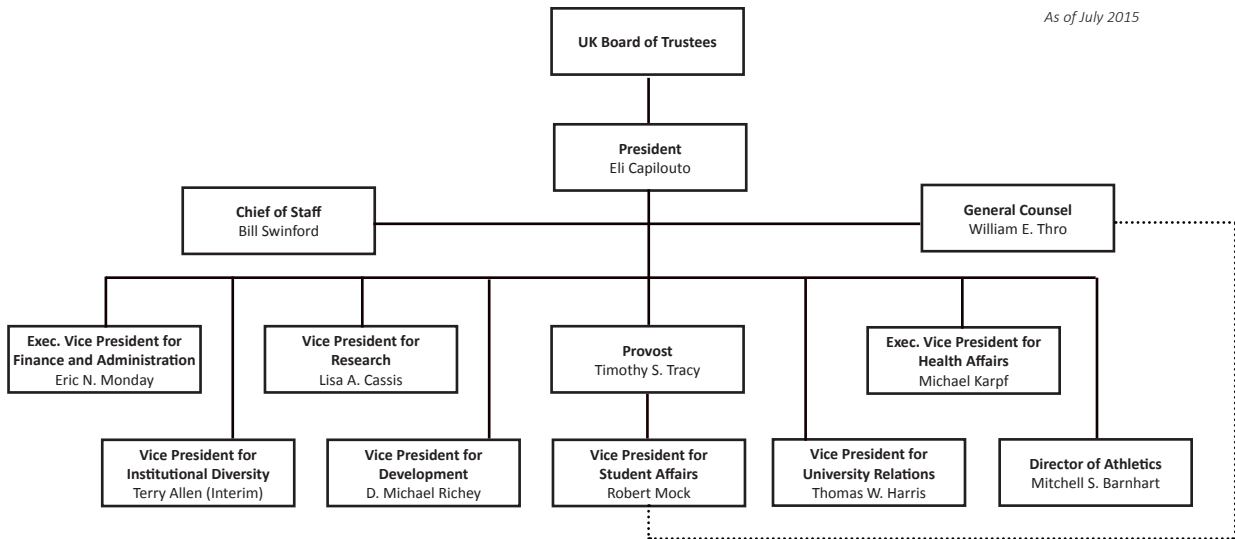 As of July 2015
UK Board of Trustees
President
Eli Capilouto
Chief of Staff
Bill Swinford
General Counsel
William E. Thro
Exec. Vice President for
Finance and Administration
Eric N. Monday
Vice President for
Research
Lisa A. Cassis
Provost
Timothy S. Tracy
Exec. Vice President for
Health Affairs
Michael Karpf
Vice President for
Institutional Diversity
Terry Allen (Interim)
Vice President for
Development
D. Michael Richey
Vice President for
Student Affairs
Robert Mock
Vice President for
University Relations
Thomas W. Harris
Director of Athletics
Mitchell S. Barnhart